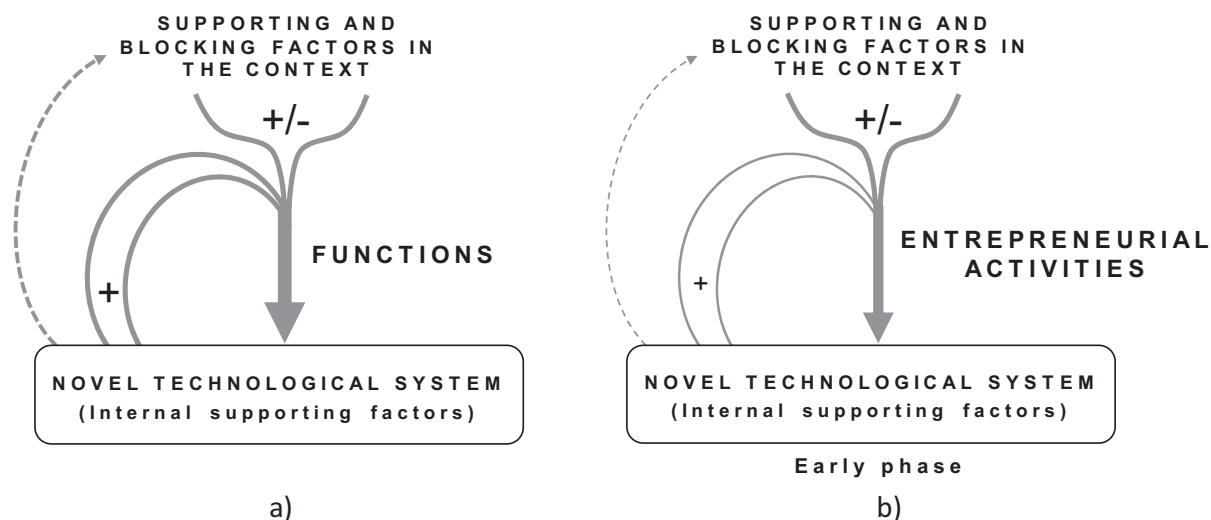 SUPPORTING AND
BLOCKING FACTORS IN
THE CONTEXT
+/-
FUNCTIONS
+
NOVEL TECHNOLOGICAL SYSTEM
(Internal supporting factors)
a)
SUPPORTING AND
BLOCKING FACTORS IN
THE CONTEXT
+/-
ENTREPRENEURIAL
ACTIVITIES
+
NOVEL TECHNOLOGICAL SYSTEM
(Internal supporting factors)
Early phase
b)